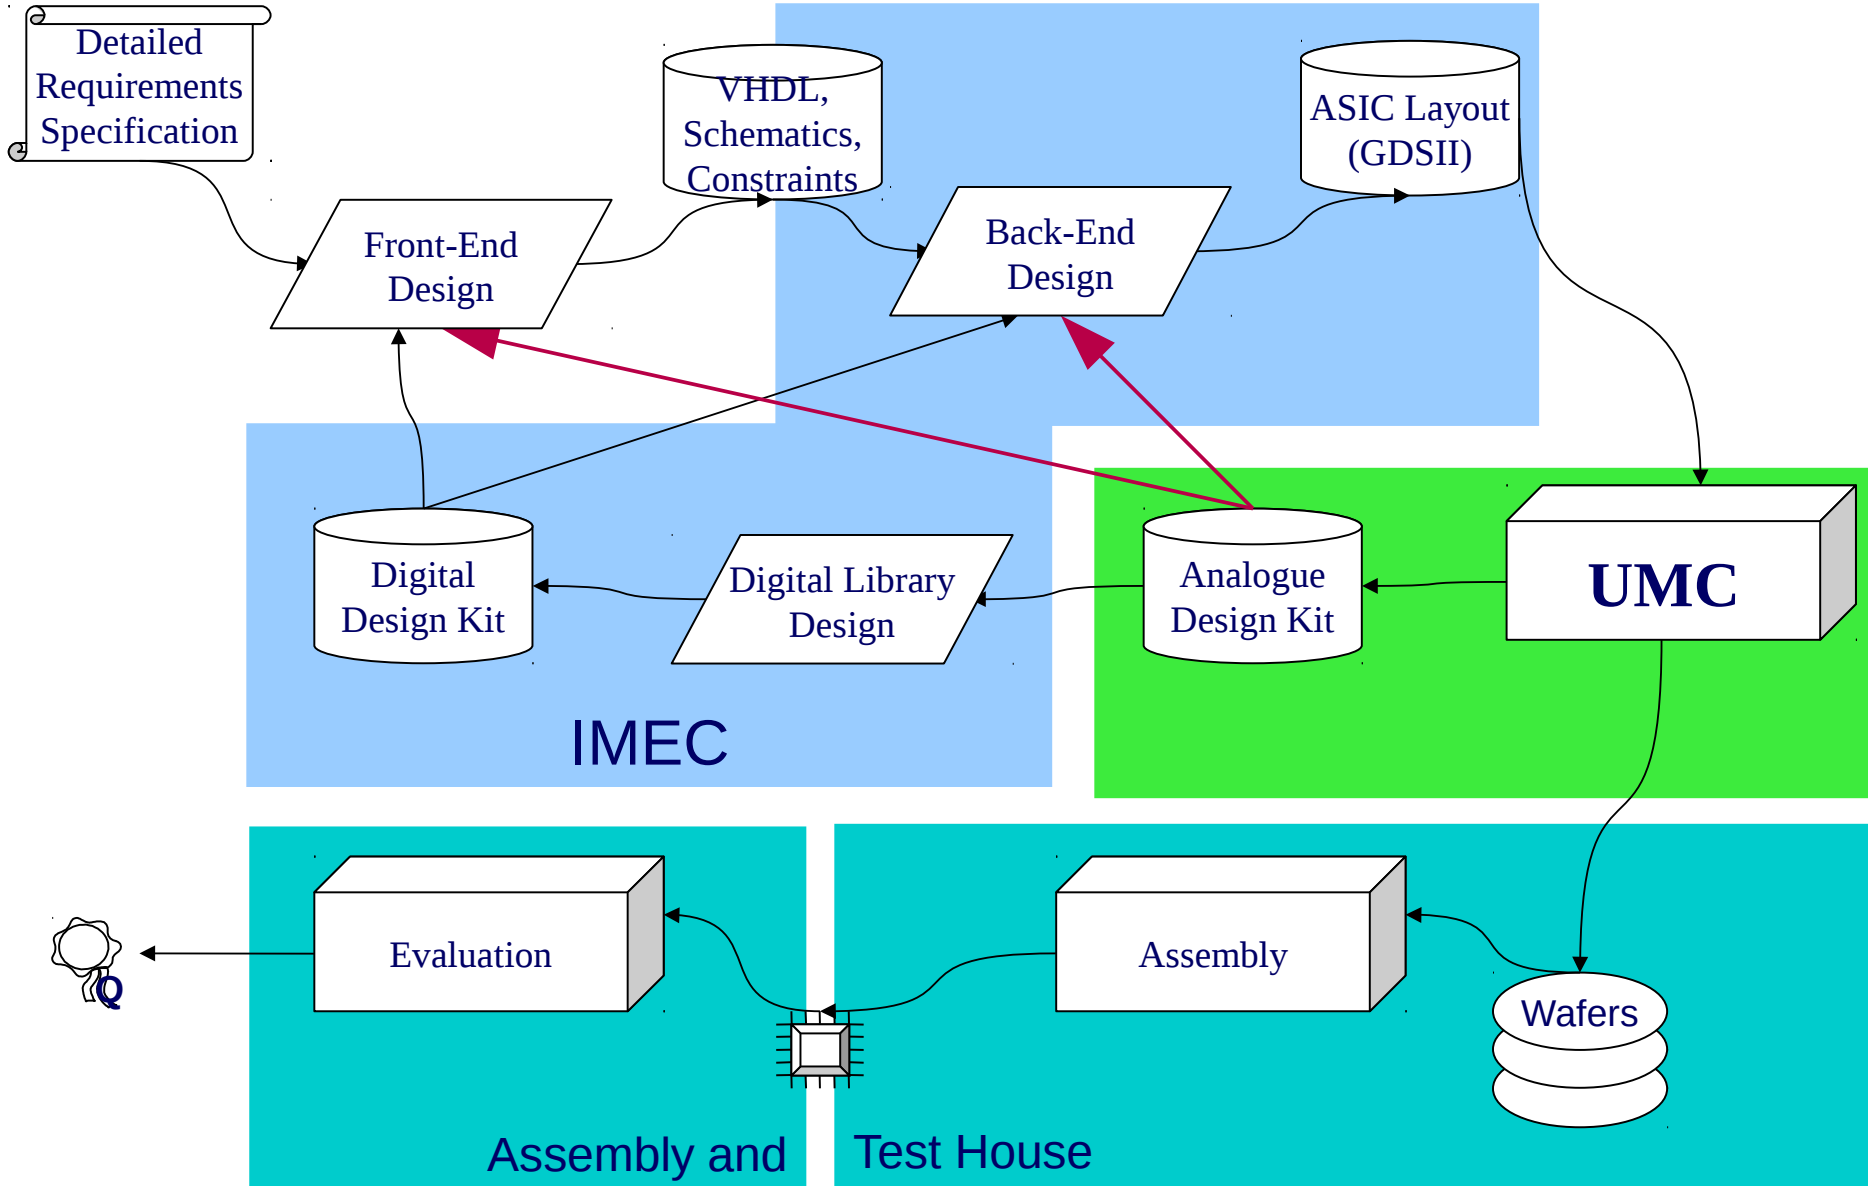 Detailed
Requirements
Specification
VHDL,
Schematics,
Constraints
ASIC Layout
(GDSII)
Front-End
Design
Back-End
Design
Digital
Design Kit
Digital Library
Design
Analogue
Design Kit
UMC
IMEC
Evaluation
Assembly
Wafers
Q
Assembly and
Test House